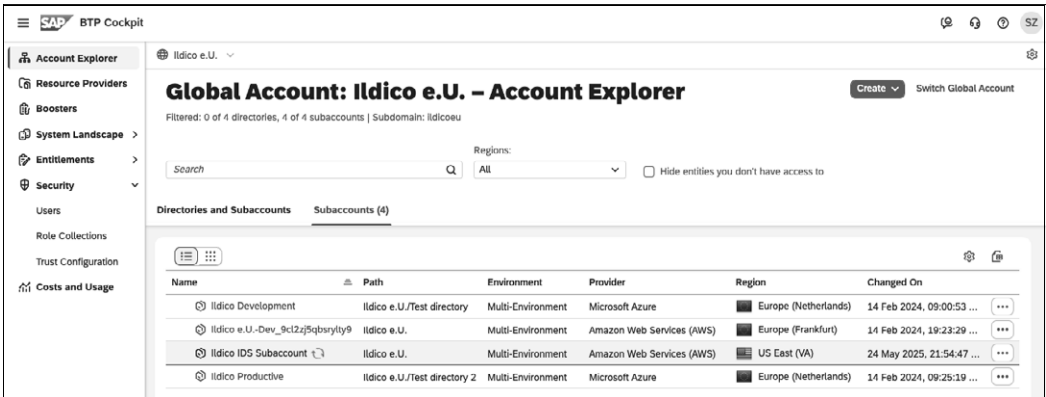 SAP BTP Cockpit SZ
Account Explorer
Resource Providers
Boosters
System Landscape
Entitlements
Security
Users
Role Collections
Trust Configuration
Costs and Usage
Ildico e.U.
Global Account: Ildico e.U. – Account Explorer
Create Switch Global Account
Filtered: 0 of 4 directories, 4 of 4 subaccounts | Subdomain: ildicoeu
Regions:
Search All Hide entities you don't have access to
Directories and Subaccounts Subaccounts (4)
Name Path Environment Provider Region Changed On
Ildico Development Ildico e.U./Test directory Multi-Environment Microsoft Azure Europe (Netherlands) 14 Feb 2024, 09:00:53 ...
Ildico e.U.-Dev_9cl2zj5qbsrylty9 Ildico e.U. Multi-Environment Amazon Web Services (AWS) Europe (Frankfurt) 14 Feb 2024, 19:23:29 ...
Ildico IDS Subaccount Ildico e.U. Multi-Environment Amazon Web Services (AWS) US East (VA) 24 May 2025, 21:54:47 ...
Ildico Productive Ildico e.U./Test directory 2 Multi-Environment Microsoft Azure Europe (Netherlands) 14 Feb 2024, 09:25:19 ...